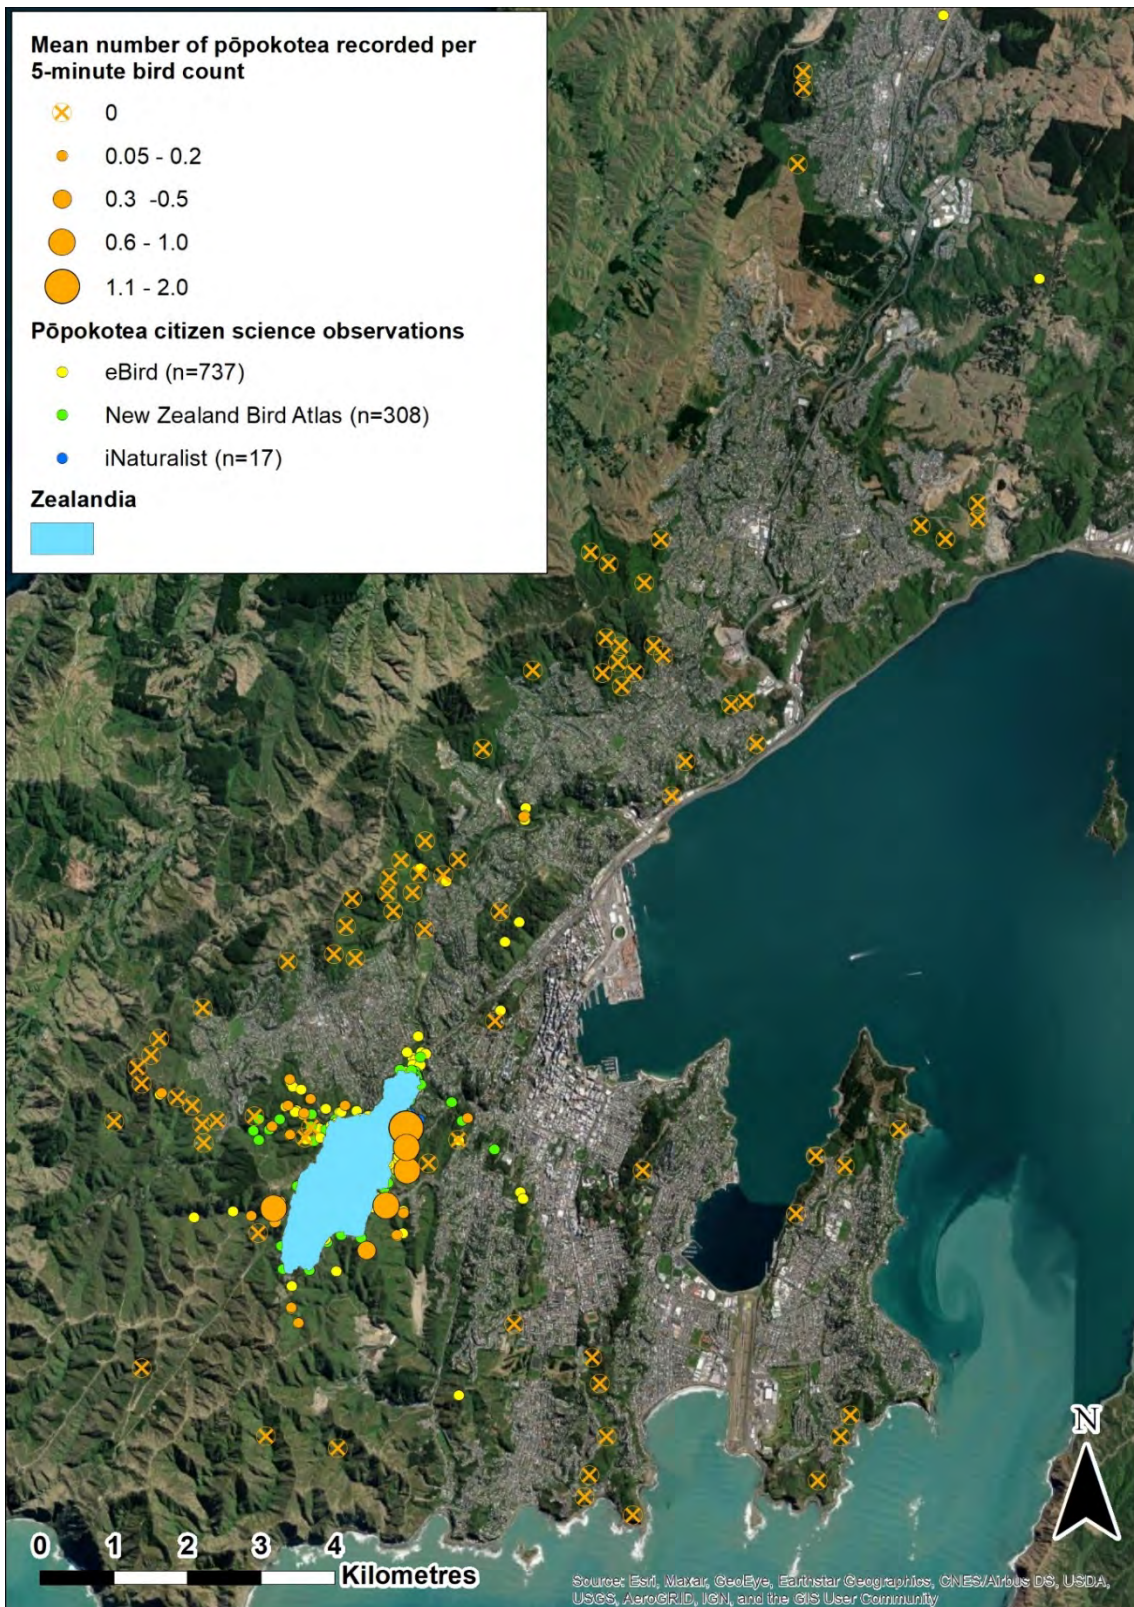 Mean number of pōpokotea recorded per
5-minute bird count
0
0.05 - 0.2
0.3 -0.5
0.6 - 1.0
1.1 - 2.0
Pōpokotea citizen science observations
eBird (n=737)
New Zealand Bird Atlas (n=308)
iNaturalist (n=17)
Zealandia
N
0 1 2 3 4
Kilometres
Source: Esri, Maxar, GeoEye, Earthstar Geographics, CNES/Airbus DS, USDA,
USGS, AeroGRID, IGN, and the GIS User Community